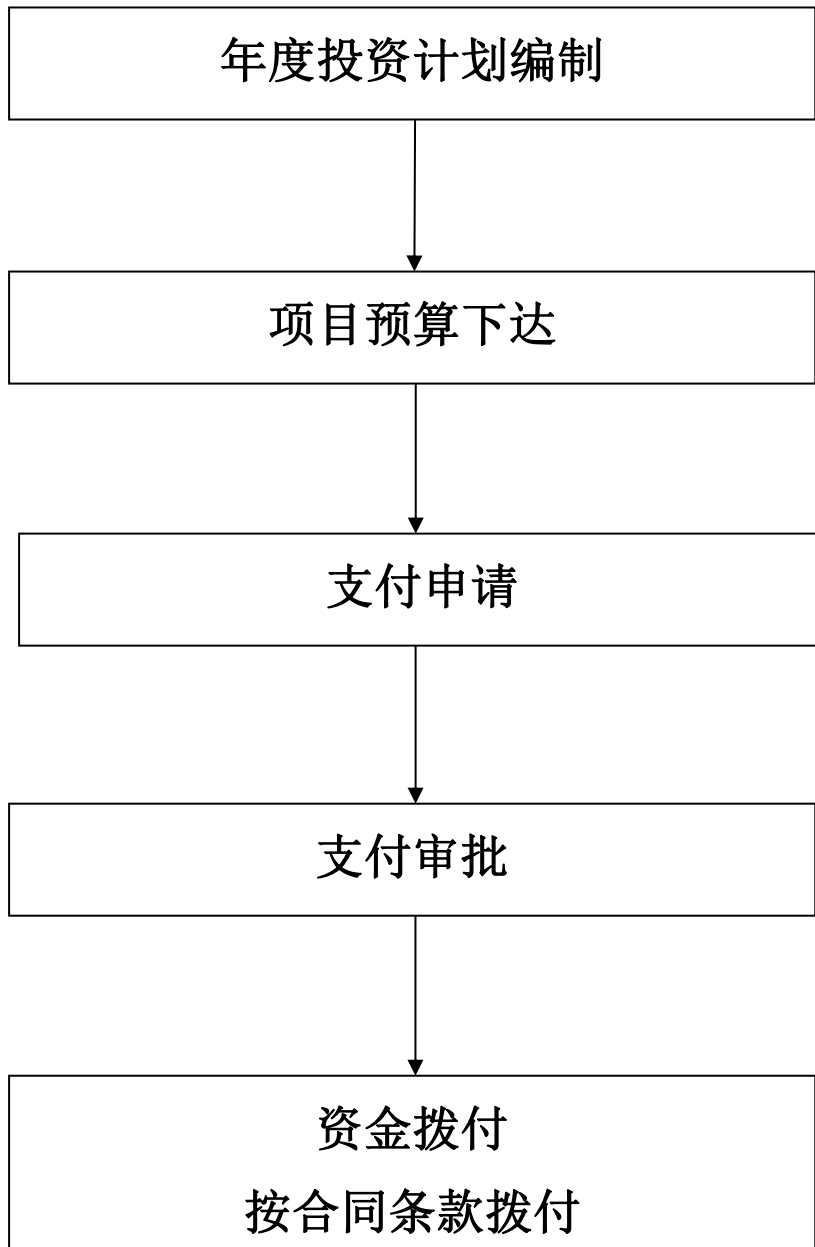 年度投资计划编制
项目预算下达
支付申请
支付审批
资金拨付
按合同条款拨付